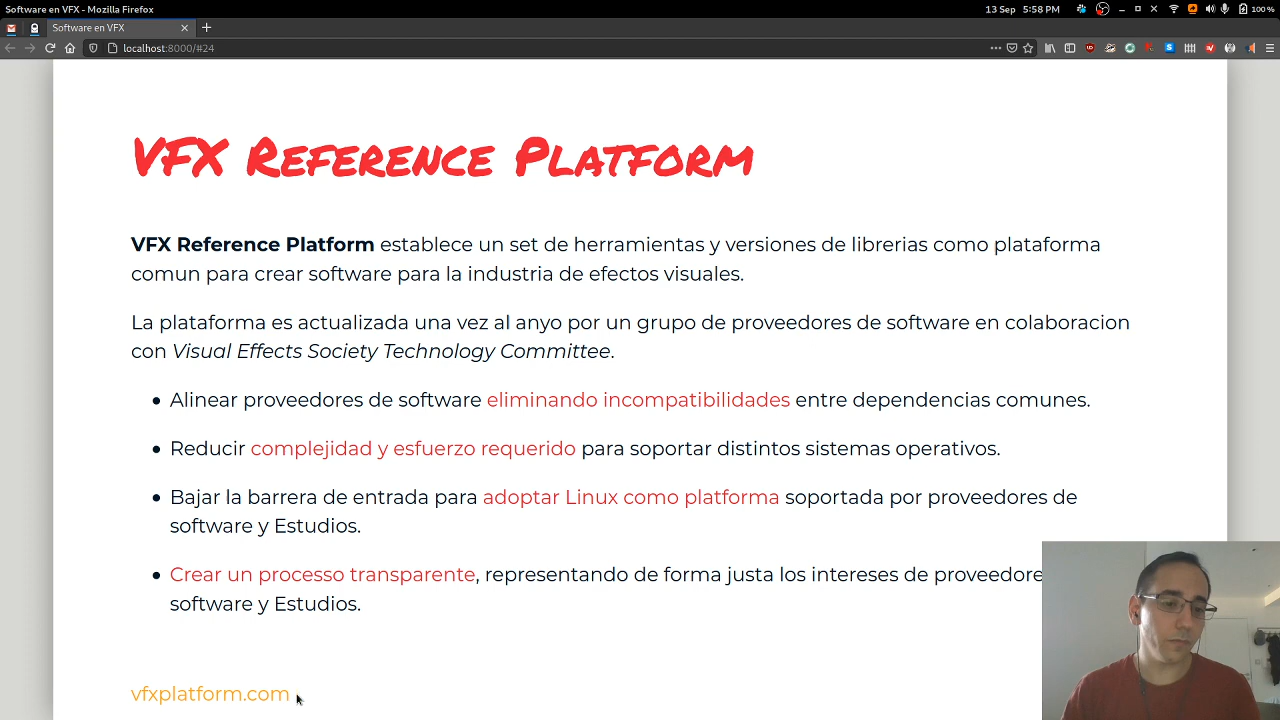 Software en VFX - Mozilla Firefox
13 Sep 5:58 PM
100 %
Software en VFX
localhost:8000/#24
VFX Reference Platform
VFX Reference Platform establece un set de herramientas y versiones de librerias como plataforma
comun para crear software para la industria de efectos visuales.
La plataforma es actualizada una vez al anyo por un grupo de proveedores de software en colaboracion
con Visual Effects Society Technology Committee.
Alinear proveedores de software eliminando incompatibilidades entre dependencias comunes.
Reducir complejidad y esfuerzo requerido para soportar distintos sistemas operativos.
Bajar la barrera de entrada para adoptar Linux como platforma soportada por proveedores de
software y Estudios.
Crear un processo transparente, representando de forma justa los intereses de proveedore
software y Estudios.
vfxplatform.com